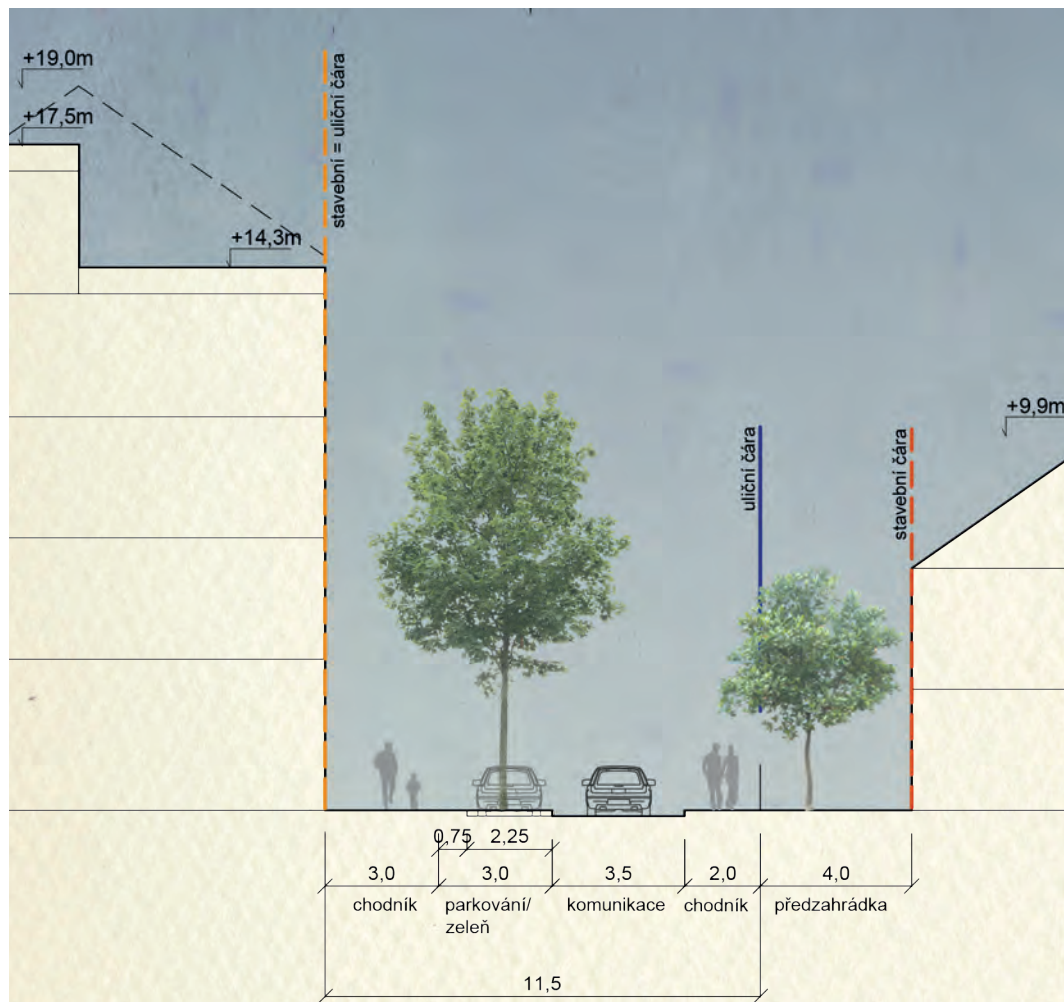 +19,0m
+17,5m
stavební = uliční čára
+14,3m
+9,9m
uliční čára
stavební čára
0,75 2,25
3,0 3,0 3,5 2,0 4,0
chodník parkování/ komunikace chodník předzahrádka
zeleň
11,5